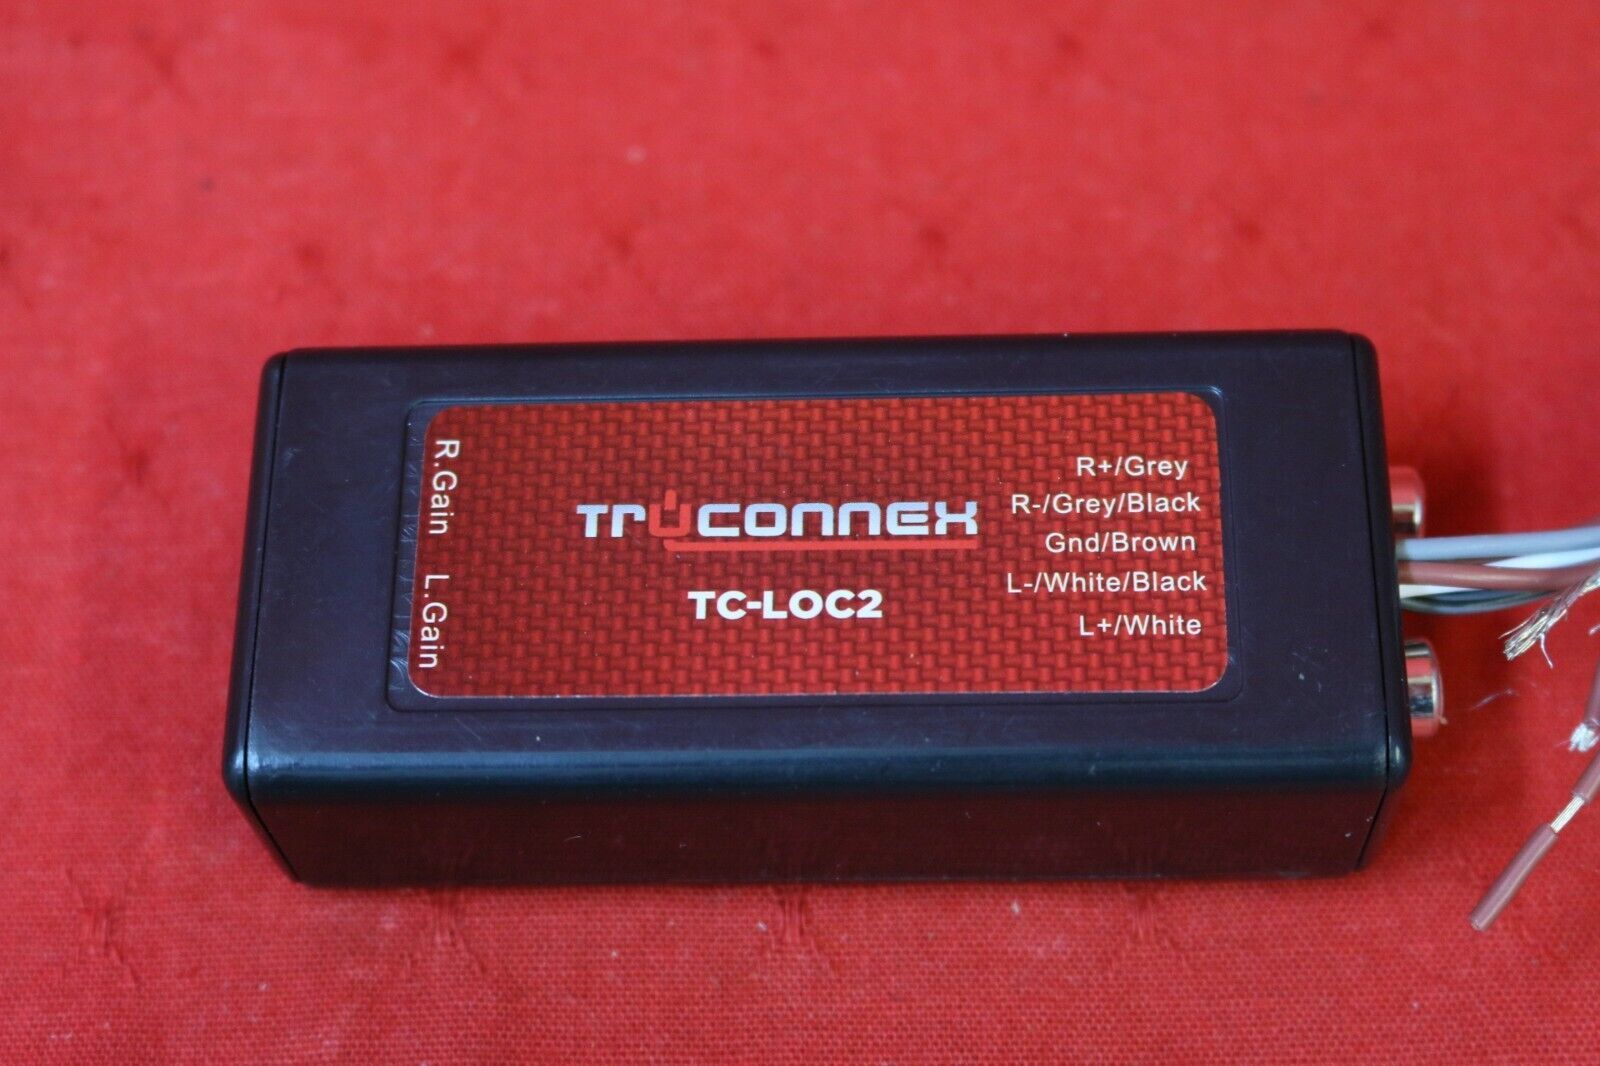 R.Gain L.Gain
TruCONNEX
TC-LOC2
R+/Grey
R-/Grey/Black
Gnd/Brown
L-/White/Black
L+/White